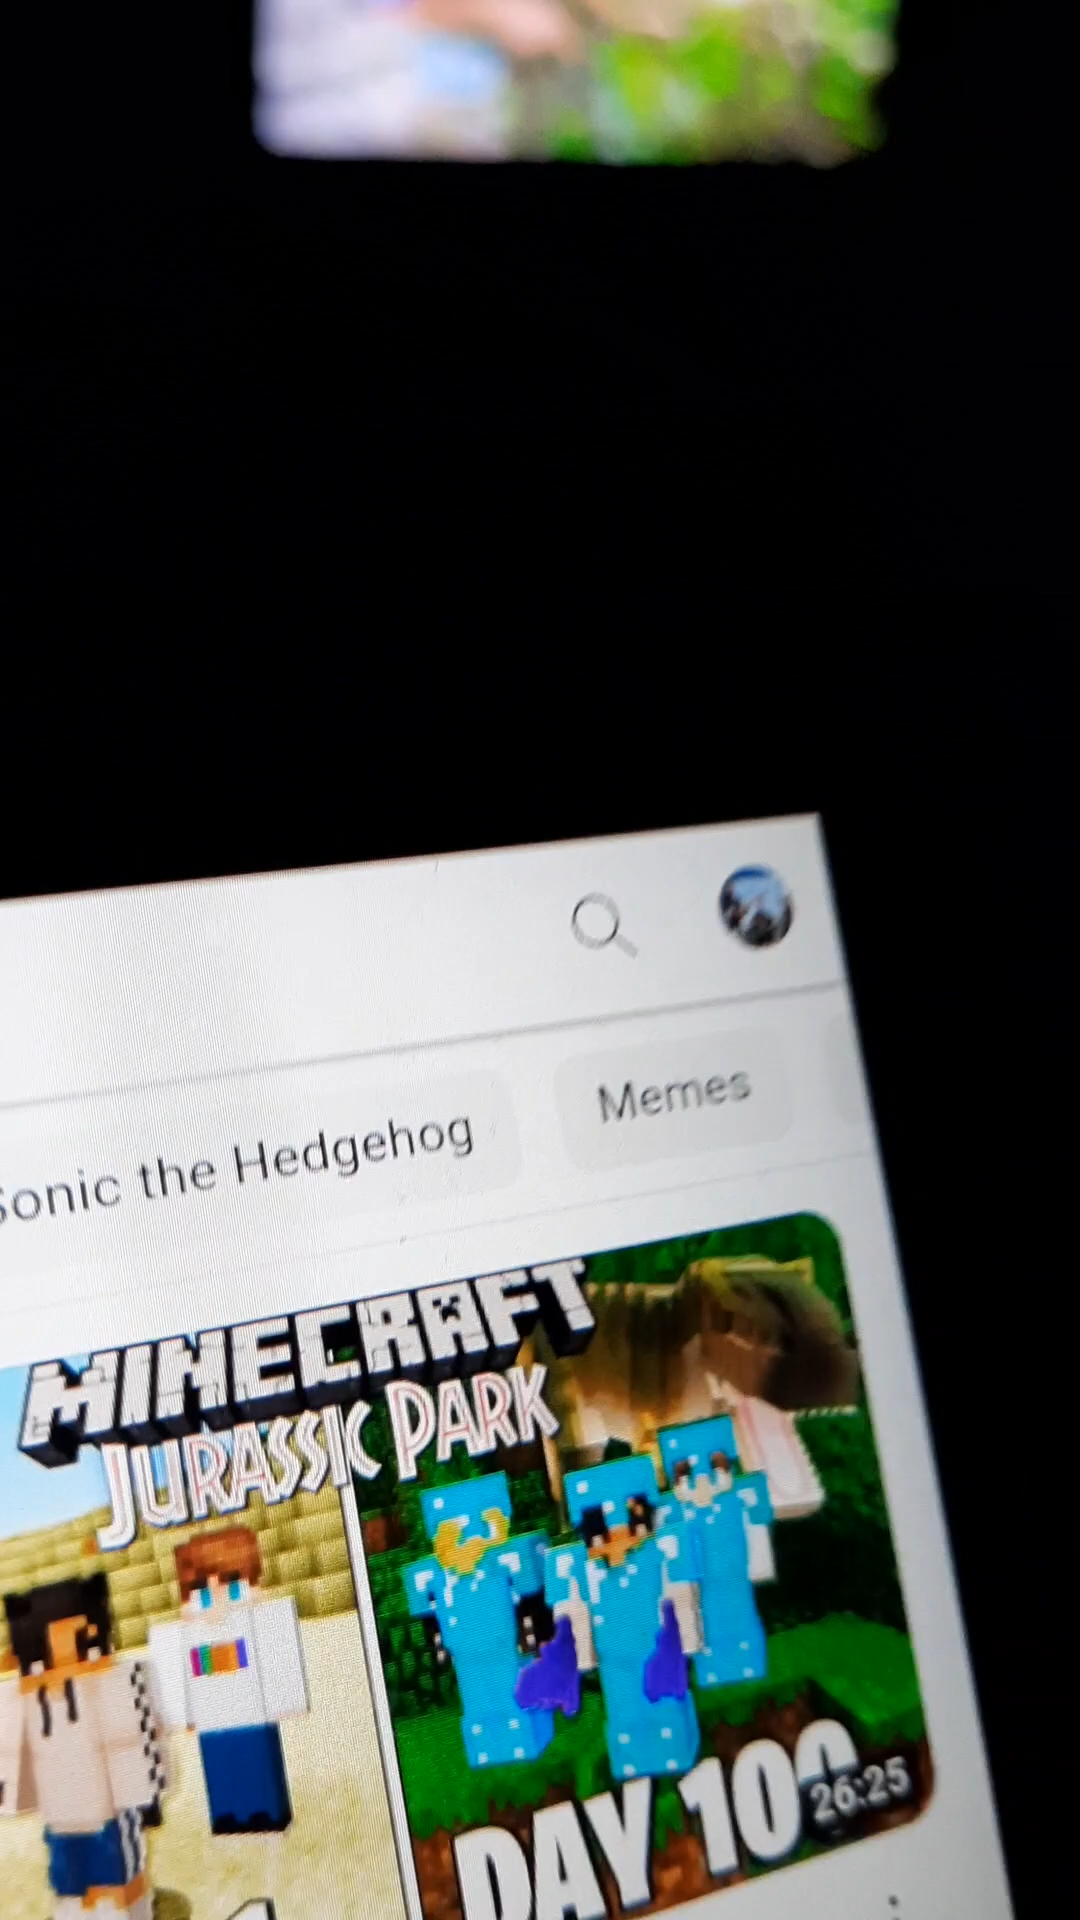 Sonic the Hedgehog
Memes
MINECRAFT
JURASSIC PARK
DAY 100
26:25